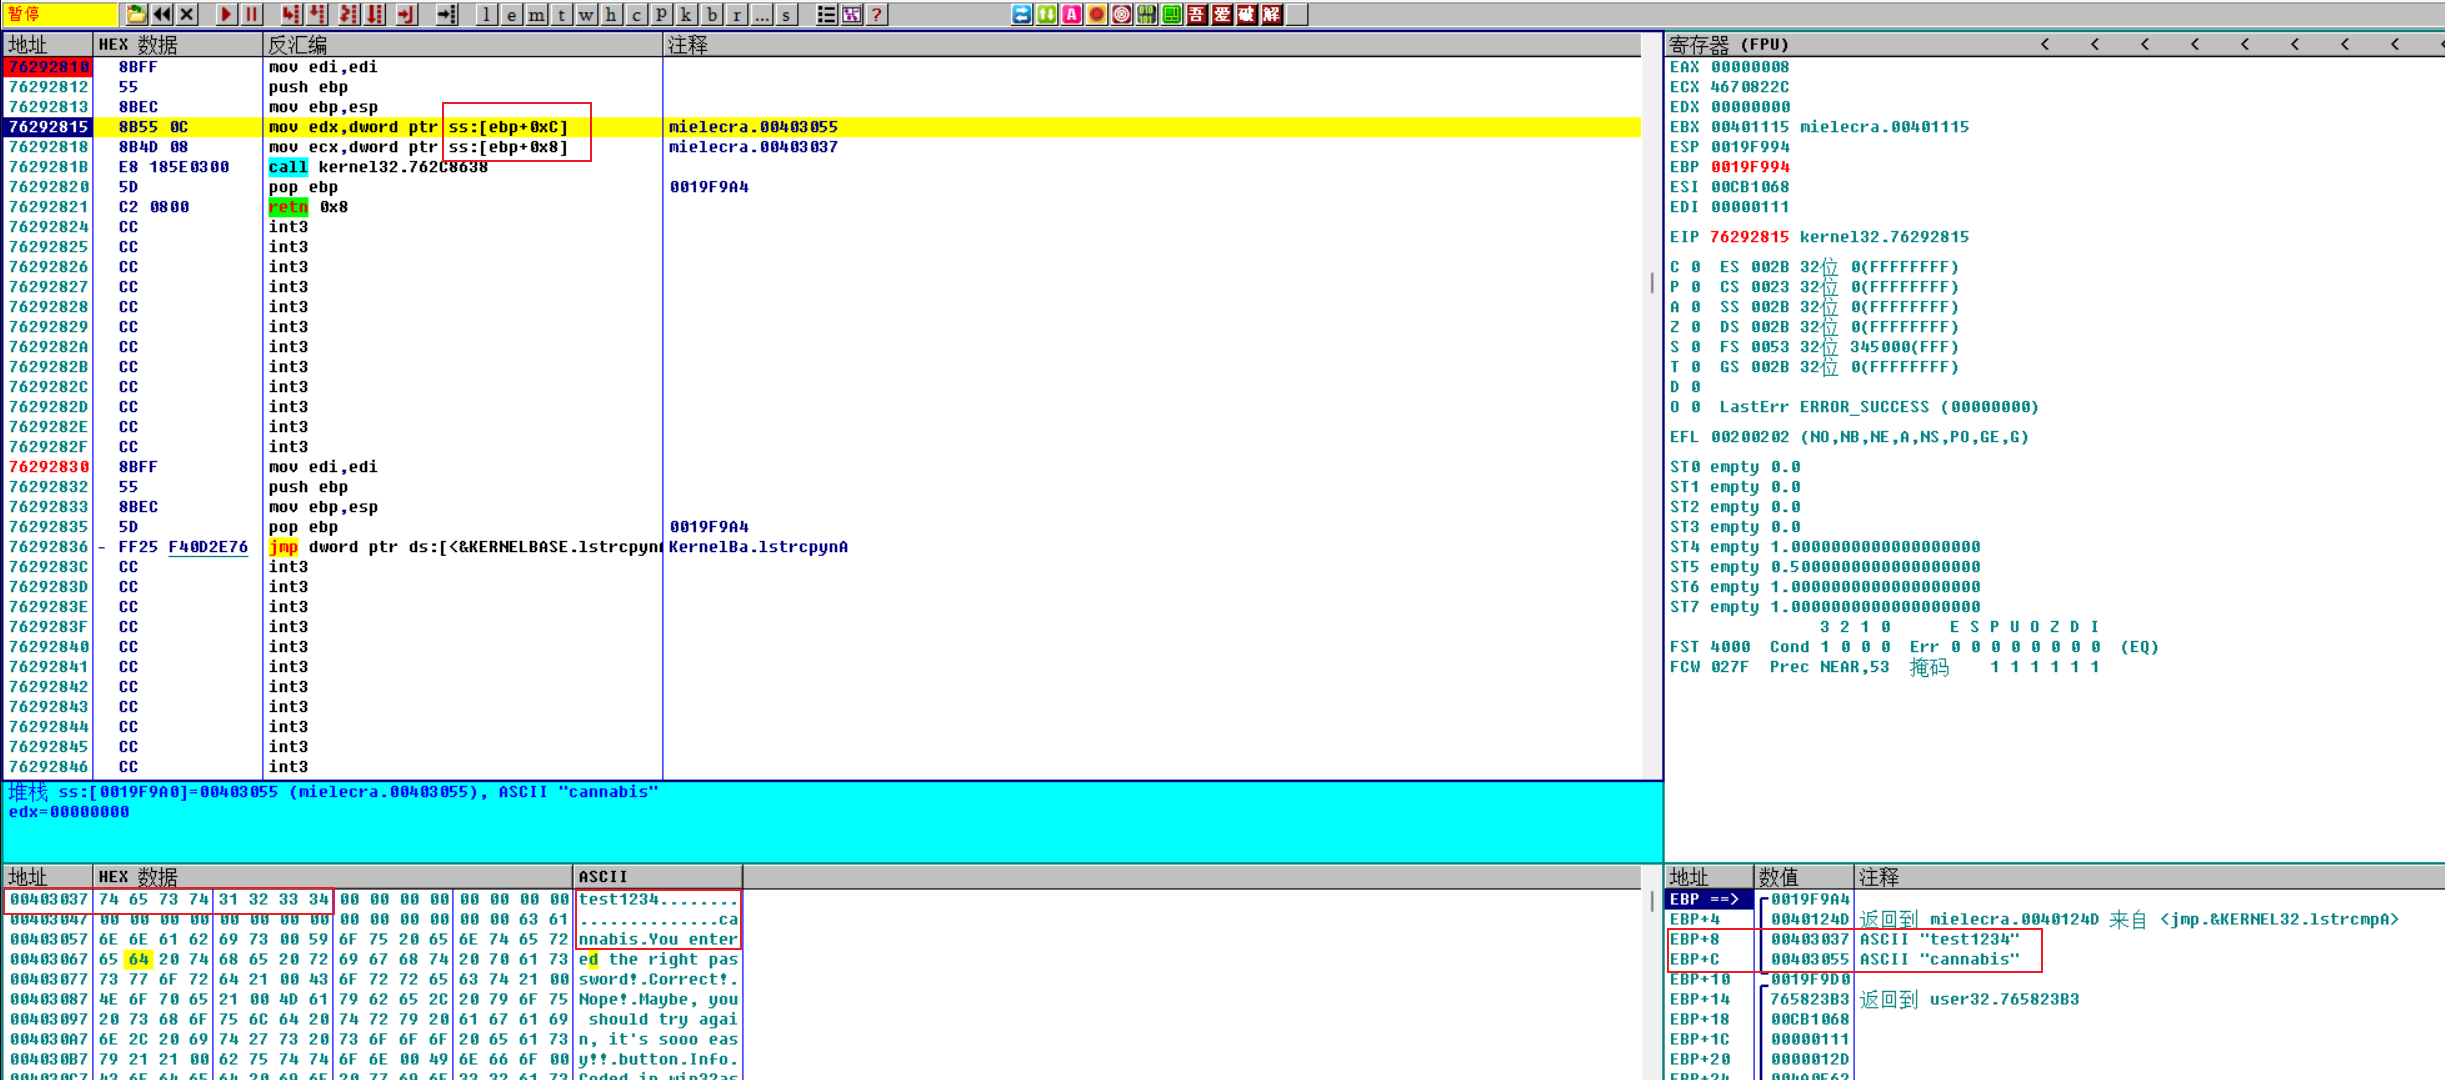 暂停
l e m t w h c p k b r ... s
? A 吾 爱 破 解
地址 HEX 数据 反汇编 注释
76292810 8BFF mov edi,edi
76292812 55 push ebp
76292813 8BEC mov ebp,esp
76292815 8B55 0C mov edx,dword ptr ss:[ebp+0xC] mielecra.00403055
76292818 8B4D 08 mov ecx,dword ptr ss:[ebp+0x8] mielecra.00403037
7629281B E8 185E0300 call kernel32.762C8638
76292820 5D pop ebp 0019F9A4
76292821 C2 0800 retn 0x8
76292824 CC int3
76292825 CC int3
76292826 CC int3
76292827 CC int3
76292828 CC int3
76292829 CC int3
7629282A CC int3
7629282B CC int3
7629282C CC int3
7629282D CC int3
7629282E CC int3
7629282F CC int3
76292830 8BFF mov edi,edi
76292832 55 push ebp
76292833 8BEC mov ebp,esp
76292835 5D pop ebp 0019F9A4
76292836 - FF25 F40D2E76 jmp dword ptr ds:[<&KERNELBASE.lstrcpyn KernelBa.lstrcpynA
7629283C CC int3
7629283D CC int3
7629283E CC int3
7629283F CC int3
76292840 CC int3
76292841 CC int3
76292842 CC int3
76292843 CC int3
76292844 CC int3
76292845 CC int3
76292846 CC int3
寄存器 (FPU) < < < < < < < < <
EAX 00000008
ECX 4670822C
EDX 00000000
EBX 00401115 mielecra.00401115
ESP 0019F994
EBP 0019F994
ESI 00CB1068
EDI 00000111
EIP 76292815 kernel32.76292815
C 0 ES 002B 32位 0(FFFFFFFF)
P 0 CS 0023 32位 0(FFFFFFFF)
A 0 SS 002B 32位 0(FFFFFFFF)
Z 0 DS 002B 32位 0(FFFFFFFF)
S 0 FS 0053 32位 345000(FFF)
T 0 GS 002B 32位 0(FFFFFFFF)
D 0
O 0 LastErr ERROR_SUCCESS (00000000)
EFL 00200202 (NO,NB,NE,A,NS,PO,GE,G)
ST0 empty 0.0
ST1 empty 0.0
ST2 empty 0.0
ST3 empty 0.0
ST4 empty 1.0000000000000000000
ST5 empty 0.5000000000000000000
ST6 empty 1.0000000000000000000
ST7 empty 1.0000000000000000000
3 2 1 0 E S P U O Z D I
FST 4000 Cond 1 0 0 0 Err 0 0 0 0 0 0 0 0 (EQ)
FCW 027F Prec NEAR,53 掩码 1 1 1 1 1 1
堆栈 ss:[0019F9A0]=00403055 (mielecra.00403055), ASCII "cannabis"
edx=00000000
地址 HEX 数据 ASCII
00403037 74 65 73 74 31 32 33 34 00 00 00 00 00 00 00 00 test1234........
00403047 00 00 00 00 00 00 00 00 00 00 00 00 00 00 63 61 ..............ca
00403057 6E 6E 61 62 69 73 00 59 6F 75 20 65 6E 74 65 72 nnabis.You enter
00403067 65 64 20 74 68 65 20 72 69 67 68 74 20 70 61 73 ed the right pas
00403077 73 77 6F 72 64 21 00 43 6F 72 72 65 63 74 21 00 sword!.Correct!.
00403087 4E 6F 70 65 21 00 4D 61 79 62 65 2C 20 79 6F 75 Nope!.Maybe, you
00403097 20 73 68 6F 75 6C 64 20 74 72 79 20 61 67 61 69 should try agai
004030A7 6E 2C 20 69 74 27 73 20 73 6F 6F 6F 20 65 61 73 n, it's sooo eas
004030B7 79 21 21 00 62 75 74 74 6F 6E 00 49 6E 66 6F 00 y!!.button.Info.
004030C7 43 6F 64 65 64 20 69 6E 20 77 69 6E 33 32 61 73 Coded in win32as
地址 数值 注释
EBP ==> 0019F9A4
EBP+4 0040124D 返回到 mielecra.0040124D 来自 <jmp.&KERNEL32.lstrcmpA>
EBP+8 00403037 ASCII "test1234"
EBP+C 00403055 ASCII "cannabis"
EBP+10 0019F9D0
EBP+14 765823B3 返回到 user32.765823B3
EBP+18 00CB1068
EBP+1C 00000111
EBP+20 0000012D
EBP+24